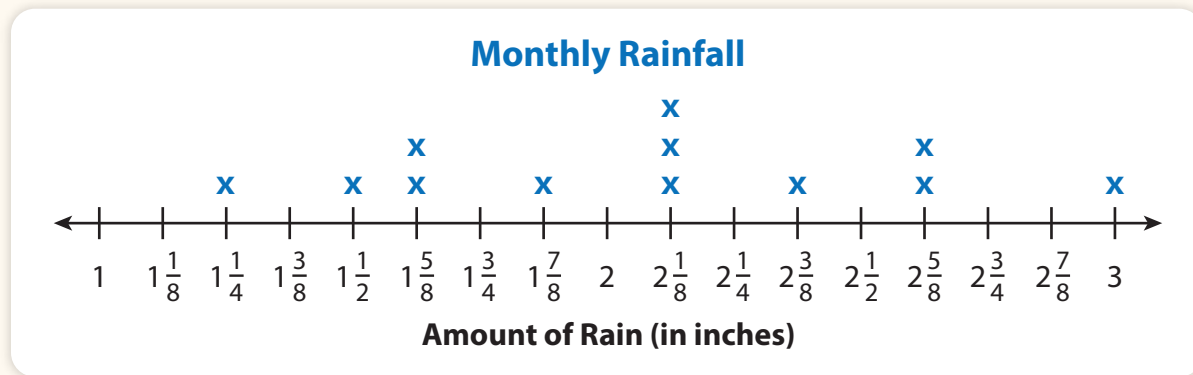 Monthly Rainfall
x
x x x
x x x x x x x x
1 1 1/8 1 1/4 1 3/8 1 1/2 1 5/8 1 3/4 1 7/8 2 2 1/8 2 1/4 2 3/8 2 1/2 2 5/8 2 3/4 2 7/8 3
Amount of Rain (in inches)